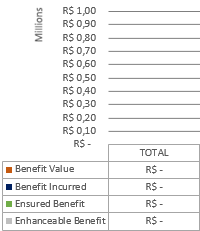 Millions
R$ 1,00
R$ 0,90
R$ 0,80
R$ 0,70
R$ 0,60
R$ 0,50
R$ 0,40
R$ 0,30
R$ 0,20
R$ 0,10
R$ -
TOTAL
Benefit Value R$ -
Benefit Incurred R$ -
Ensured Benefit R$ -
Enhanceable Benefit R$ -